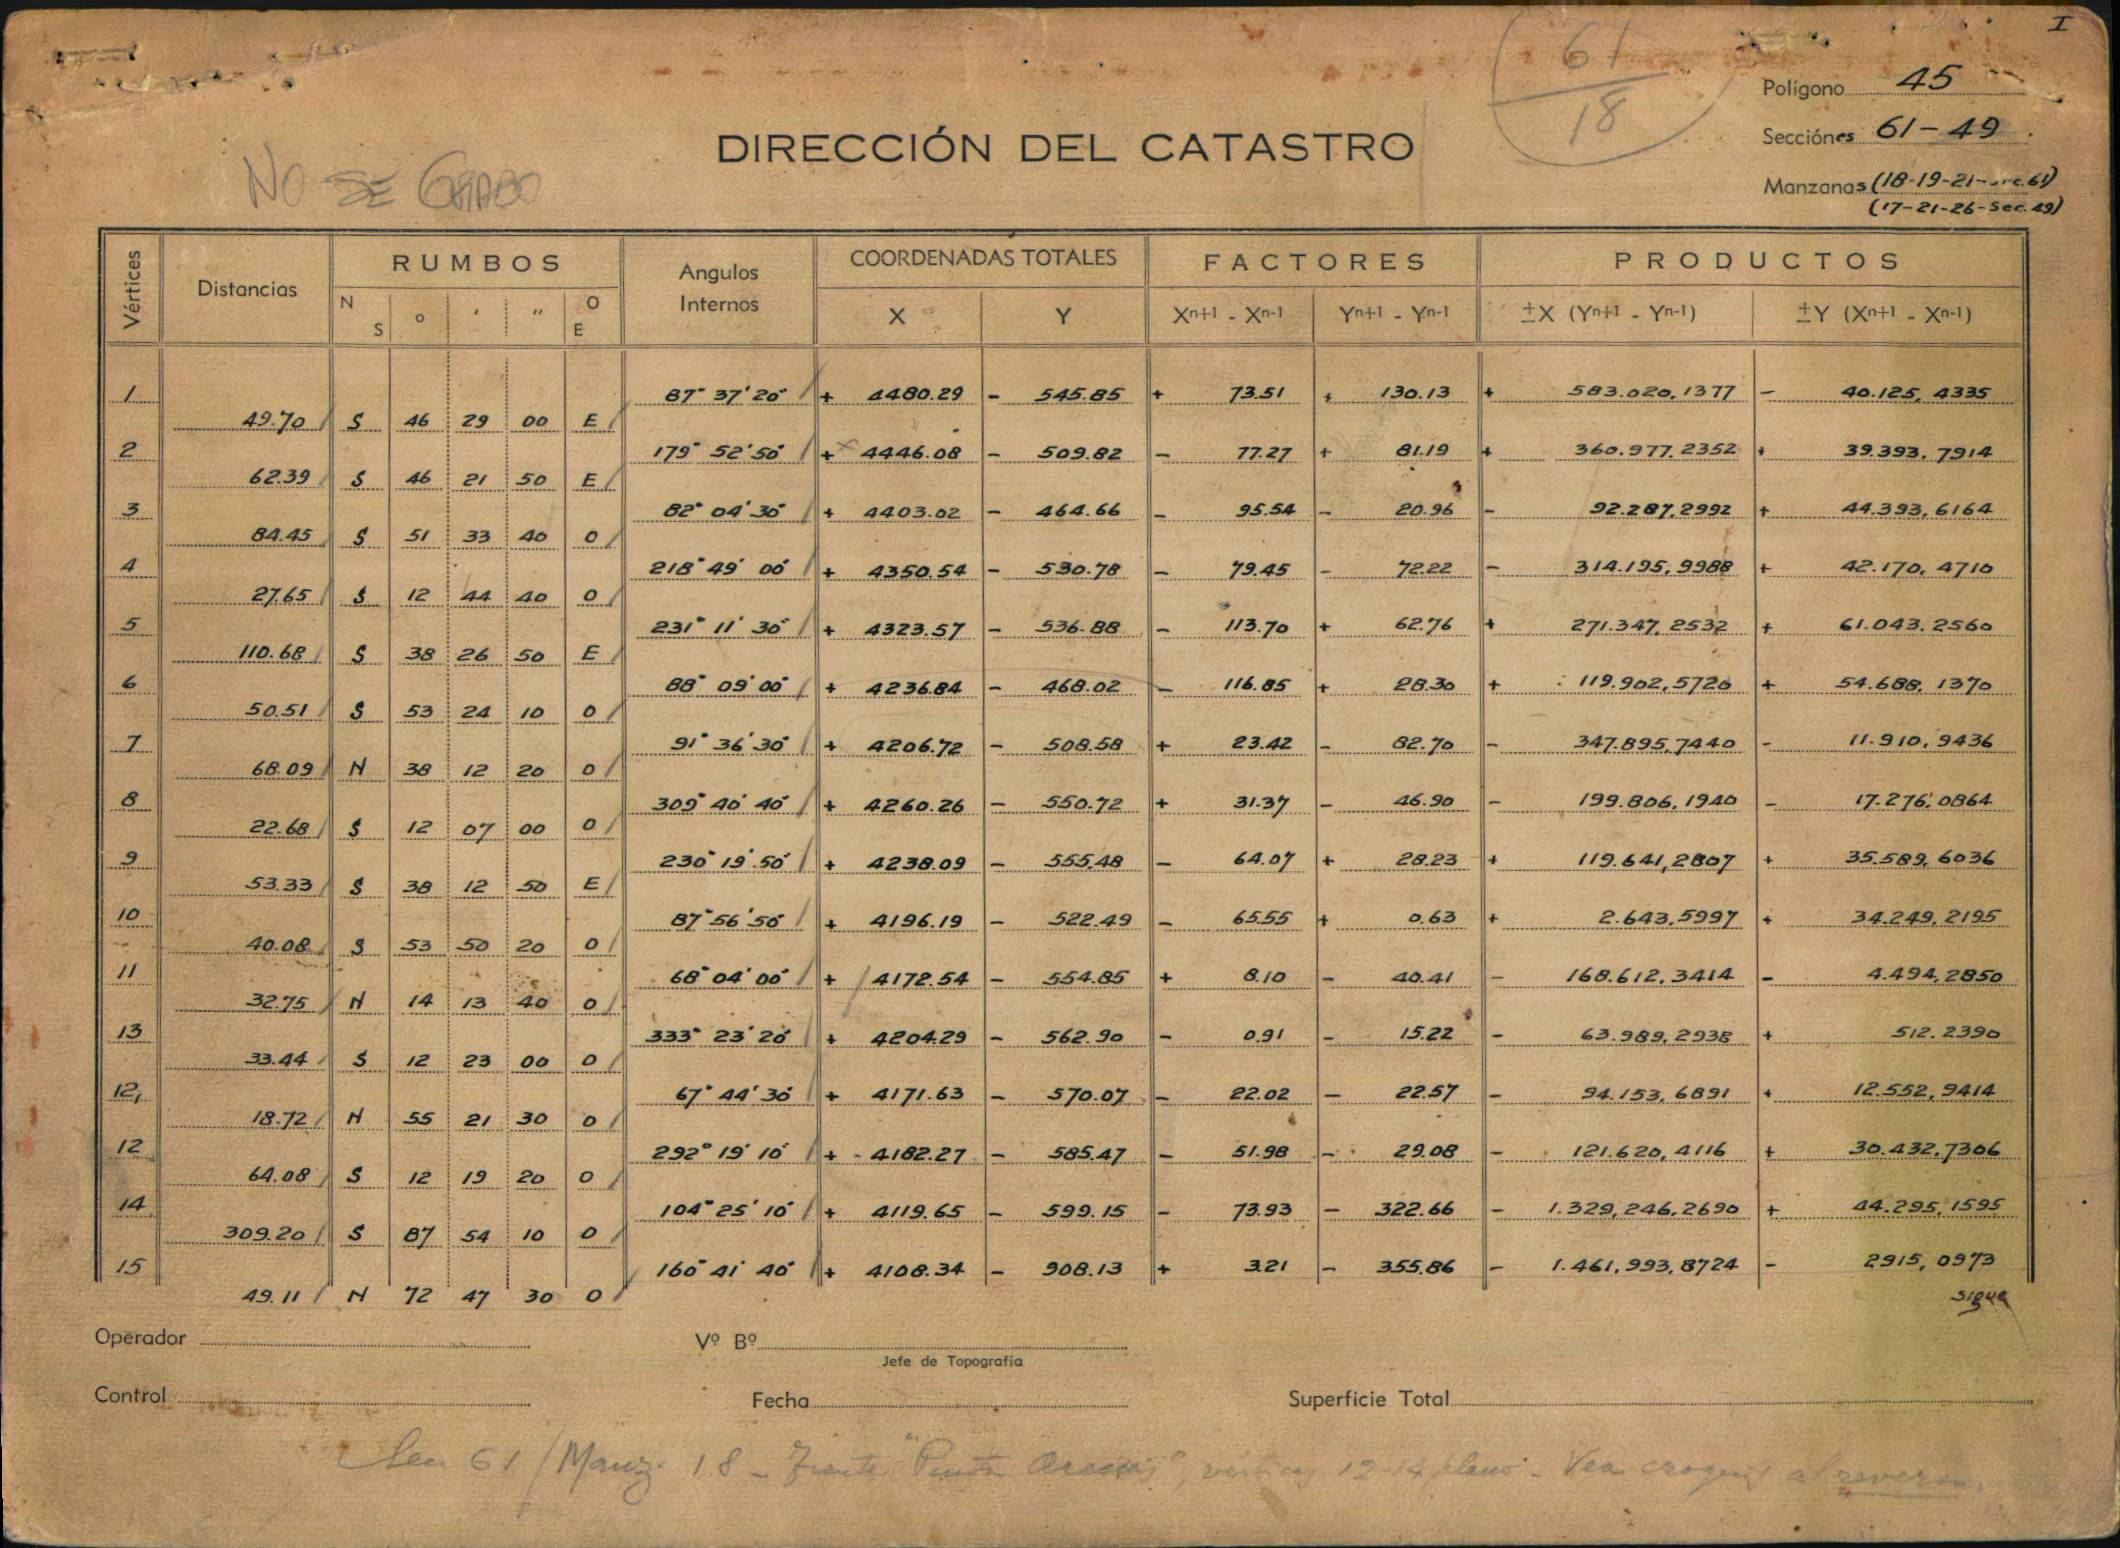 I
61
18
Polígono 45
DIRECCIÓN DEL CATASTRO
Secciónes 61-49.
NO SE GRABO
Manzanas (18-19-21- 61)
(17-21-26-Sec. 49)
Vértices Distancias RUMBOS Angulos Internos COORDENADAS TOTALES FACTORES PRODUCTOS
N S o ' " O E X Y Xn+1 - Xn-1 Yn+1 - Yn-1 ±X (Yn+1 - Yn-1) ±Y (Xn+1 - Xn-1)
1 87° 37' 20" + 4480.29 - 545.85 + 73.51 + 130.13 + 583.020,1377 - 40.125,4335
49.70 S 46 29 00 E
2 179° 52' 50" + 4446.08 - 509.82 - 77.27 + 81.19 + 360.977,2352 + 39.393,7914
62.39 S 46 21 50 E
3 82° 04' 30" + 4403.02 - 464.66 - 95.54 - 20.96 - 92.287,2992 + 44.393,6164
84.45 S 51 33 40 O
4 218° 49' 00" + 4350.54 - 530.78 - 79.45 - 72.22 - 314.195,9988 + 42.170,4710
27.65 S 12 44 40 O
5 231° 11' 30" + 4323.57 - 536.88 - 113.70 + 62.76 + 271.347,2532 + 61.043,2560
110.68 S 38 26 50 E
6 88° 09' 00" + 4236.84 - 468.02 - 116.85 + 28.30 + 119.902,5720 + 54.688,1370
50.51 S 53 24 10 O
7 91° 36' 30" + 4206.72 - 508.58 + 23.42 - 82.70 - 347.895,7440 - 11.910,9436
68.09 N 38 12 20 O
8 309° 40' 40" + 4260.26 - 550.72 + 31.37 - 46.90 - 199.806,1940 - 17.276,0864
22.68 S 12 07 00 O
9 230° 19' 50" + 4238.09 - 555.48 - 64.07 + 28.23 + 119.641,2807 + 35.589,6036
53.33 S 38 12 50 E
10 87° 56' 50" + 4196.19 - 522.49 - 65.55 + 0.63 + 2.643,5997 + 34.249,2195
40.08 S 53 50 20 O
11 68° 04' 00" + 4172.54 - 554.85 + 8.10 - 40.41 - 168.612,3414 - 4.494,2850
32.75 N 14 13 40 O
13 333° 23' 20" + 4204.29 - 562.90 - 0.91 - 15.22 - 63.989,2938 + 512.2390
33.44 S 12 23 00 O
12, 67° 44' 30" + 4171.63 - 570.07 - 22.02 - 22.57 - 94.153,6891 + 12.552,9414
18.72 N 55 21 30 O
12 292° 19' 10" + 4182.27 - 585.47 - 51.98 - 29.08 - 121.620,4116 + 30.432,7306
64.08 S 12 19 20 O
14 104° 25' 10" + 4119.65 - 599.15 - 73.93 - 322.66 - 1.329,246,2690 + 44.295,1595
309.20 S 87 54 10 O
15 160° 41' 40" + 4108.34 - 908.13 + 3.21 - 355.86 - 1.461,993,8724 - 2915,0973
49.11 N 72 47 30 O sigue
Operador Vº Bº
Jefe de Topografía
Control Fecha Superficie Total
61/Manz. 18 - Frente "Punta ", 12-14 plano - Vea croquis al reverso.